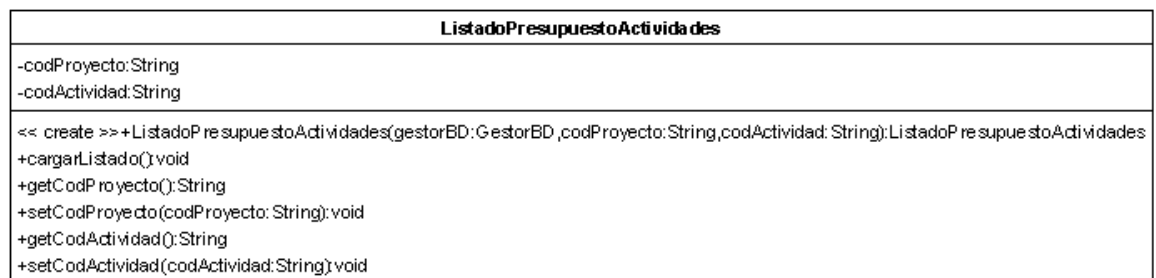 ListadoPresupuestoActividades
-codProyecto:String
-codActividad:String
<< create >>+ListadoPresupuestoActividades(gestorBD:GestorBD,codProyecto:String,codActividad:String):ListadoPresupuestoActividades
+cargarListado():void
+getCodProyecto():String
+setCodProyecto(codProyecto:String):void
+getCodActividad():String
+setCodActividad(codActividad:String):void